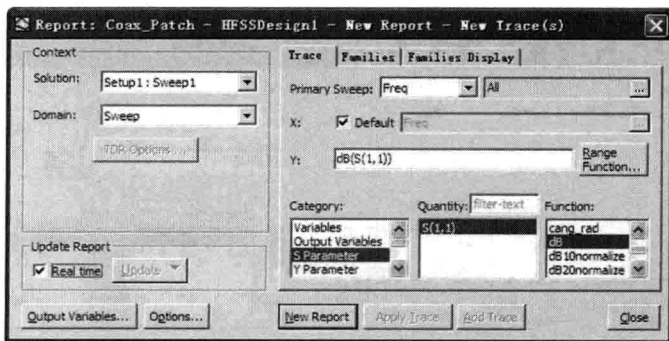 Report: Coax_Patch - HFSSDesign1 - New Report - New Trace(s)
Context
Solution: Setup1 : Sweep1
Domain: Sweep
TDR Options...
Update Report
Real time Update
Output Variables... Options...
Trace Families Families Display
Primary Sweep: Freq All ...
X: Default Freq ...
Y: dB(S(1,1)) Range Function...
Category: Quantity: filter-text Function:
Variables
Output Variables
S Parameter
Y Parameter
S(1,1)
cang_rad
dB
dB10normalize
dB20normalize
New Report Apply Trace Add Trace Close